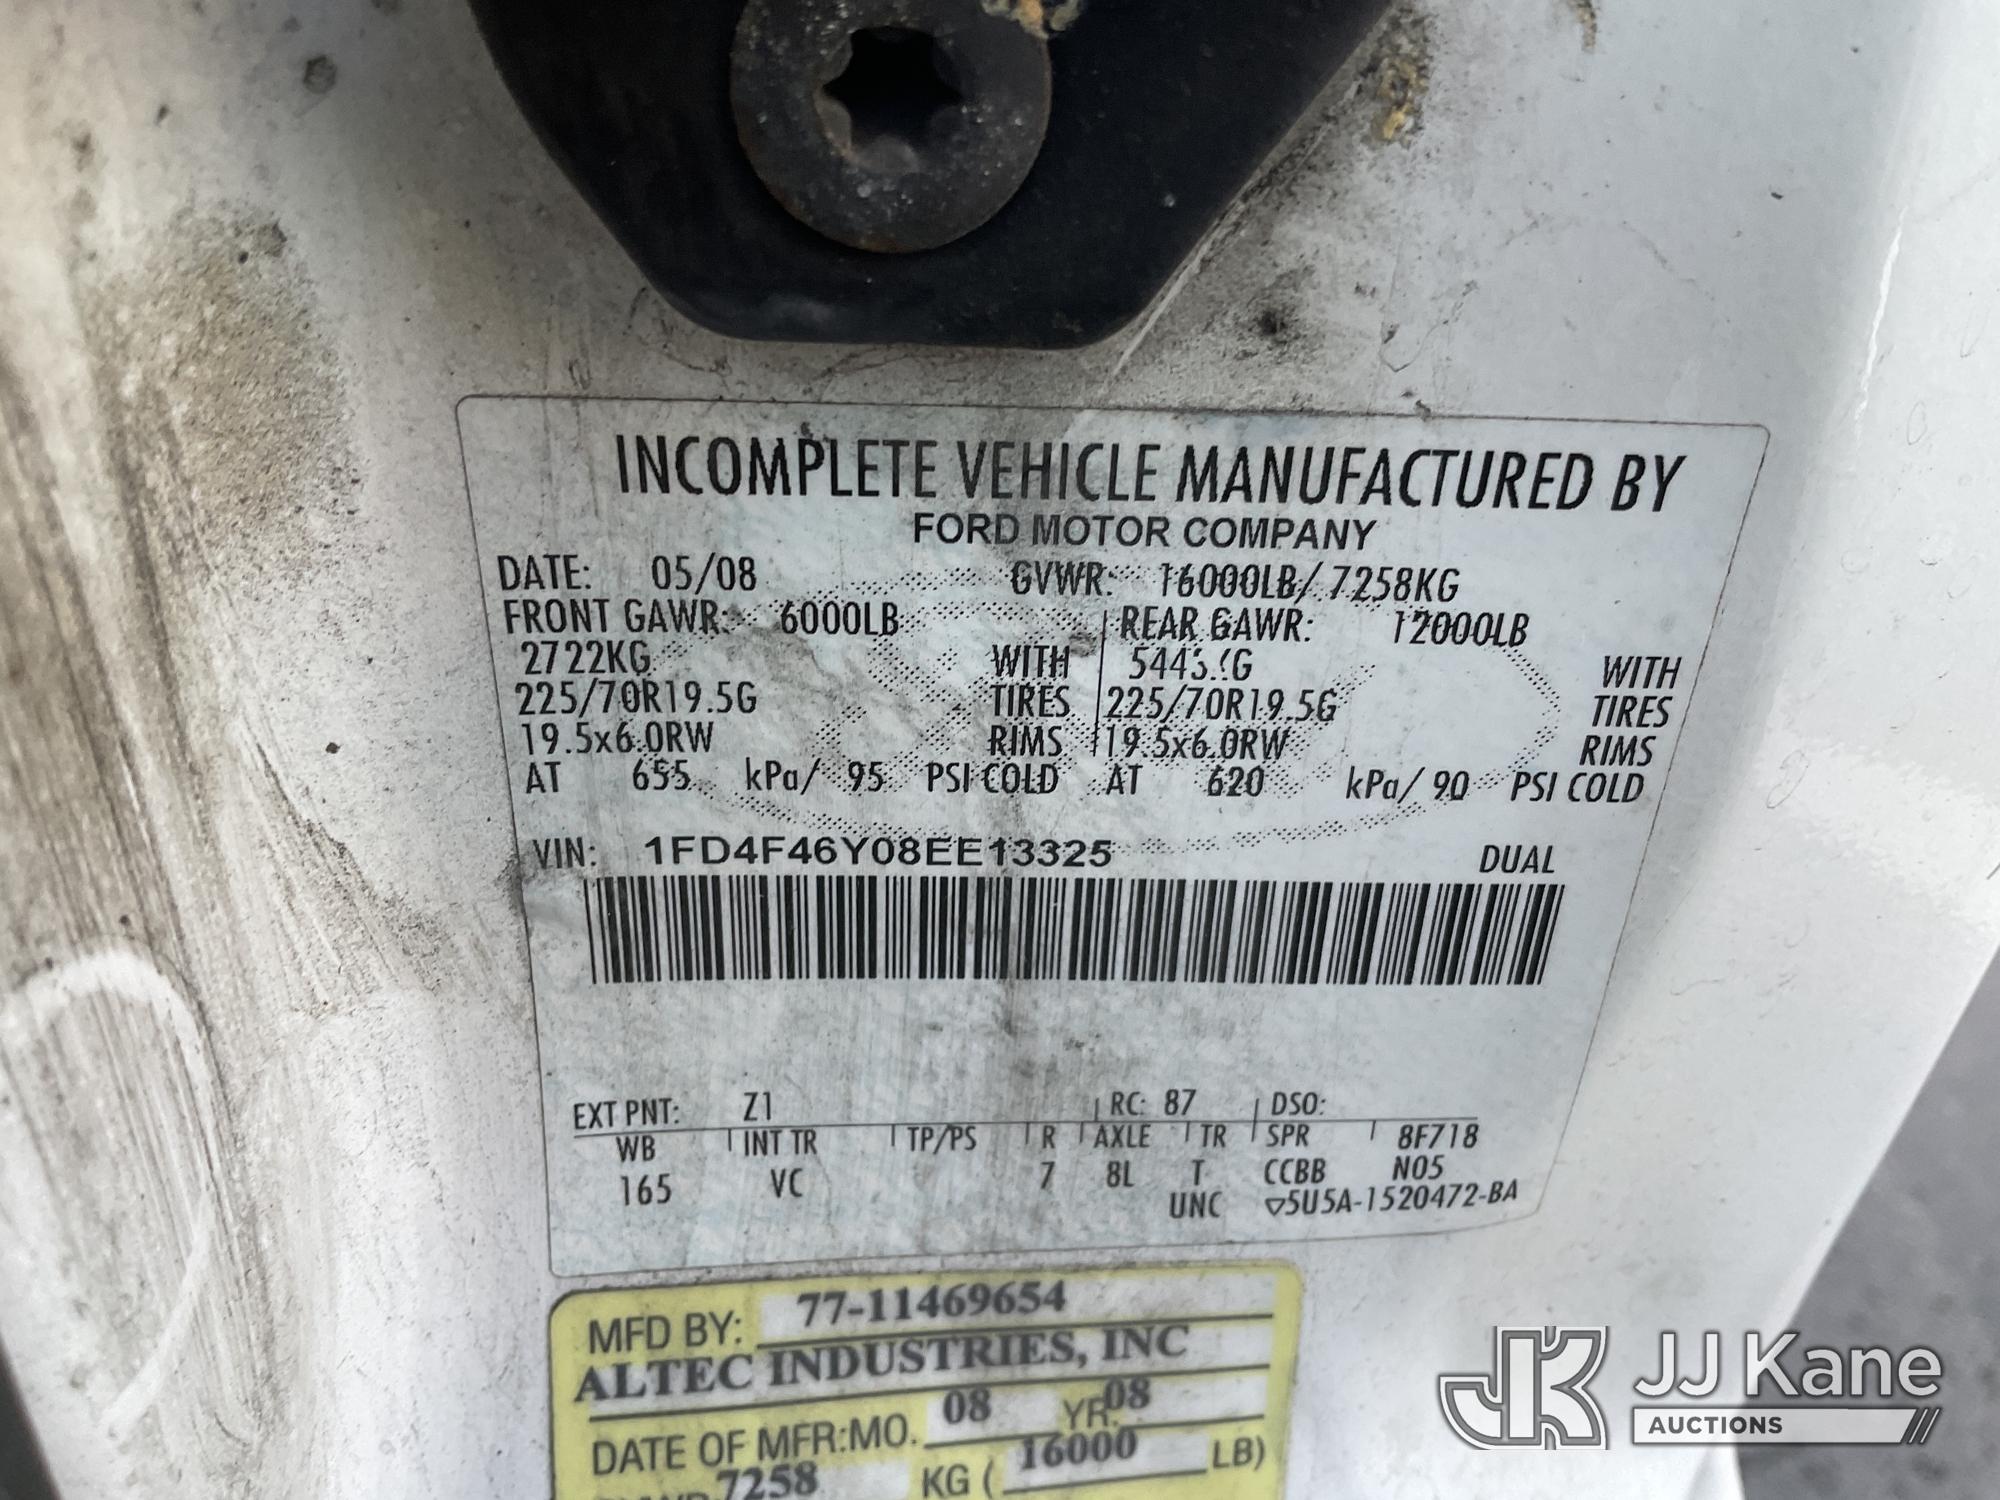 INCOMPLETE VEHICLE MANUFACTURED BY
FORD MOTOR COMPANY
DATE: 05/08 GVWR: 16000LB/ 7258KG
FRONT GAWR: 6000LB REAR GAWR: 12000LB
2722KG WITH 5443KG WITH
225/70R19.5G TIRES 225/70R19.5G TIRES
19.5x6.0RW RIMS 19.5x6.0RW RIMS
AT 655 kPa/ 95 PSI COLD AT 620 kPa/ 90 PSI COLD
VIN: 1FD4F46Y08EE13325 DUAL
EXT PNT: Z1 RC: 87 DSO:
WB INT TR TP/PS R AXLE TR SPR 8F718
165 VC 7 8L T CCBB N05
UNC ▽5U5A-1520472-BA
MFD BY: 77-11469654
ALTEC INDUSTRIES, INC
DATE OF MFR:MO. 08 YR. 08
7258 KG ( 16000 LB)
JJ Kane
AUCTIONS